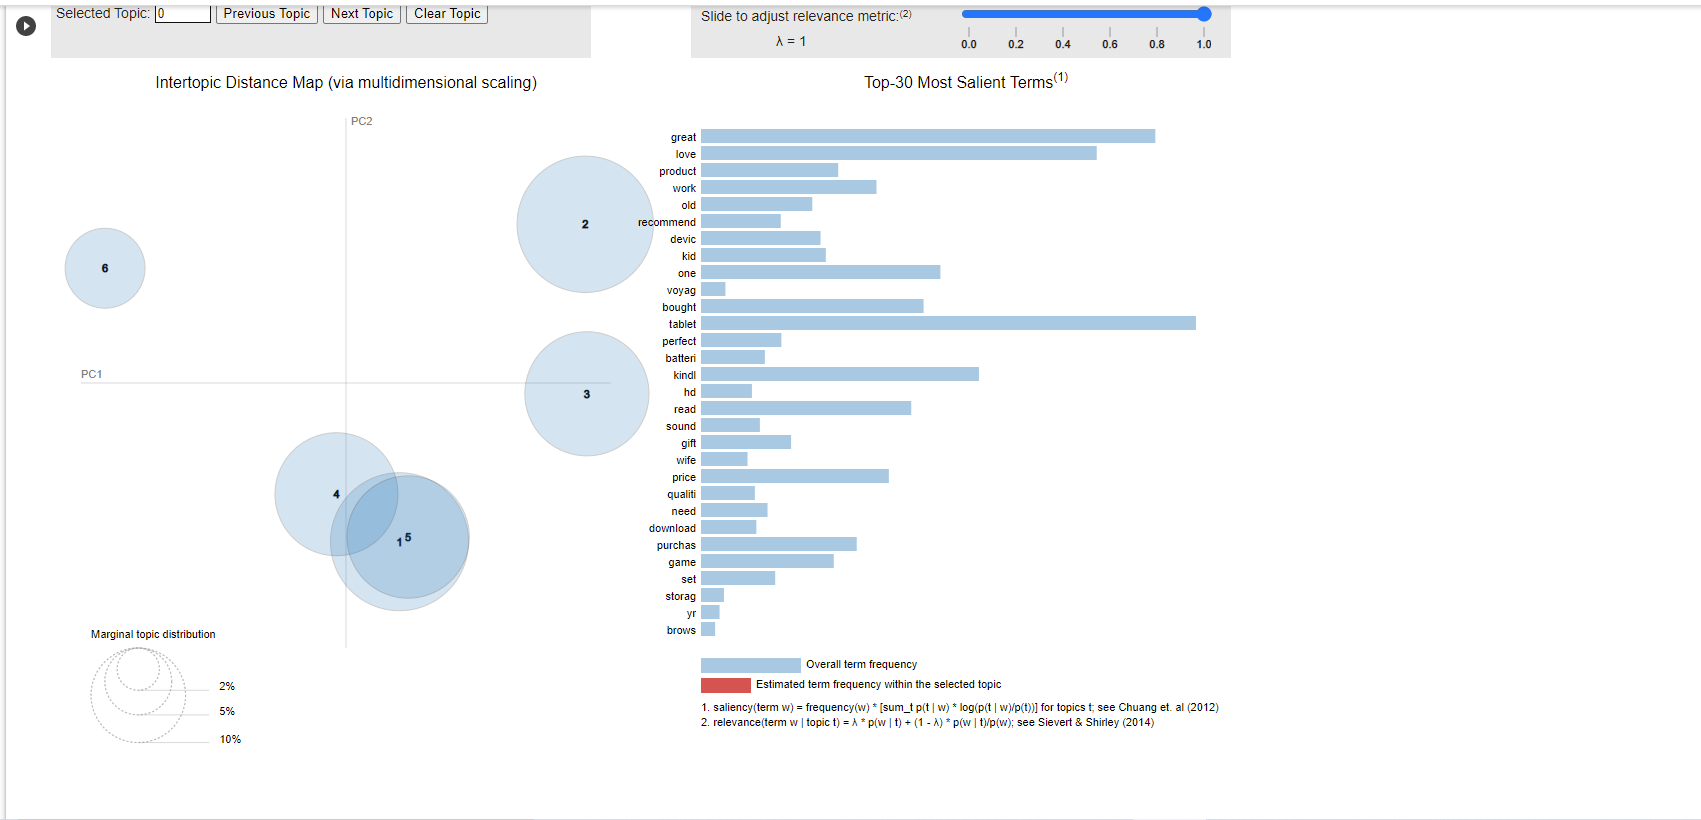 Selected Topic: 0 Previous Topic Next Topic Clear Topic
Slide to adjust relevance metric:(2)
λ = 1
0.0 0.2 0.4 0.6 0.8 1.0
Intertopic Distance Map (via multidimensional scaling)
PC2
PC1
6
2
3
4
1
5
Marginal topic distribution
2%
5%
10%
Top-30 Most Salient Terms(1)
great
love
product
work
old
recommend
devic
kid
one
voyag
bought
tablet
perfect
batteri
kindl
hd
read
sound
gift
wife
price
qualiti
need
download
purchas
game
set
storag
yr
brows
Overall term frequency
Estimated term frequency within the selected topic
1. saliency(term w) = frequency(w) * [sum_t p(t | w) * log(p(t | w)/p(t))] for topics t; see Chuang et. al (2012)
2. relevance(term w | topic t) = λ * p(w | t) + (1 - λ) * p(w | t)/p(w); see Sievert & Shirley (2014)